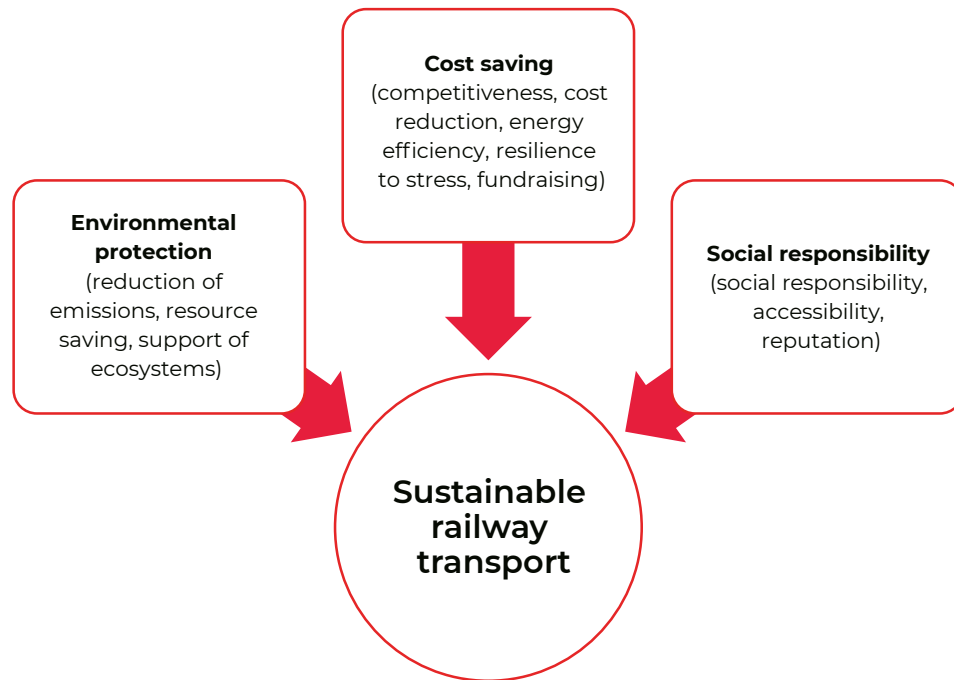 Cost saving
(competitiveness, cost
reduction, energy
efficiency, resilience
to stress, fundraising)
Environmental
protection
(reduction of
emissions, resource
saving, support of
ecosystems)
Social responsibility
(social responsibility,
accessibility,
reputation)
Sustainable
railway
transport